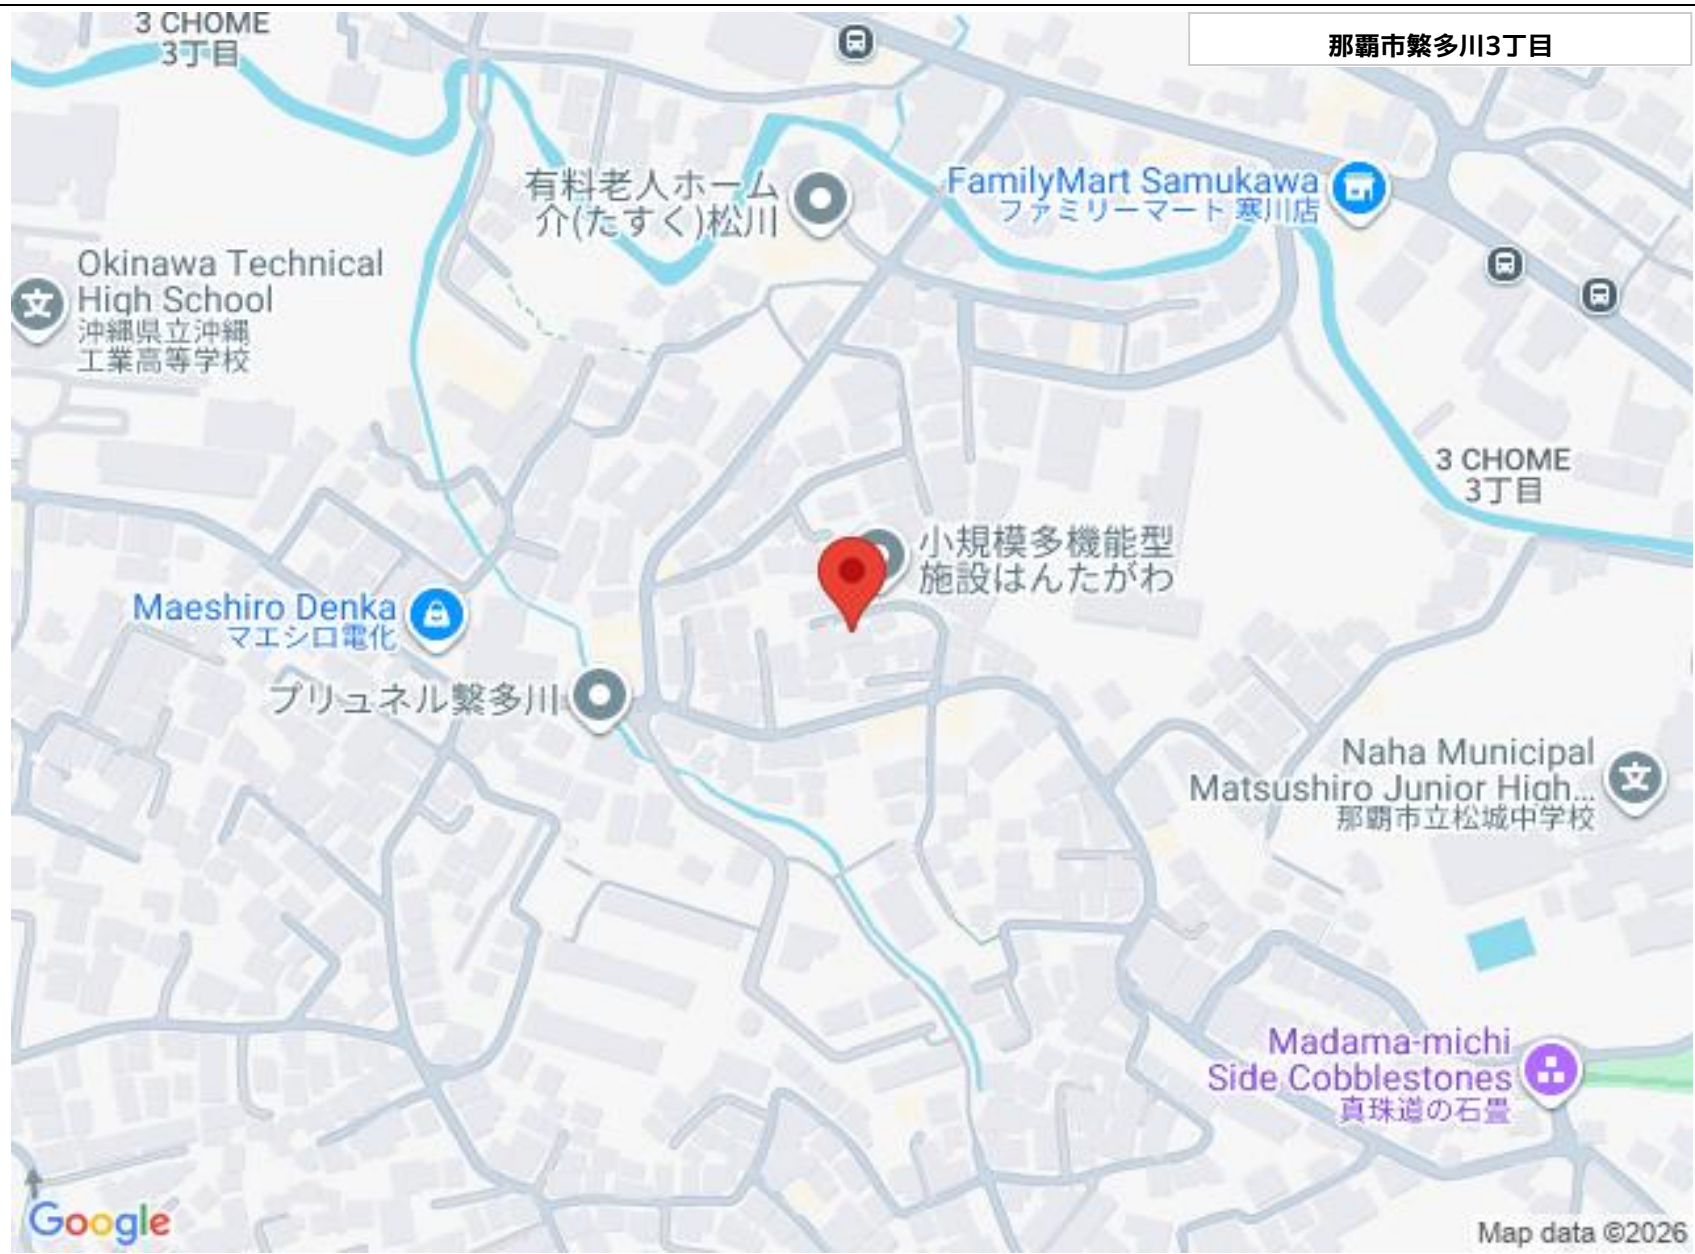 3 CHOME
3丁目
那覇市繁多川3丁目
有料老人ホーム
介(たすく)松川
FamilyMart Samukawa
ファミリーマート 寒川店
Okinawa Technical
High School
沖縄県立沖縄
工業高等学校
3 CHOME
3丁目
小規模多機能型
施設はんたがわ
Maeshiro Denka
マエシロ電化
プリュネル繁多川
Naha Municipal
Matsushiro Junior High...
那覇市立松城中学校
Madama-michi
Side Cobblestones
真珠道の石畳
Google
Map data ©2026